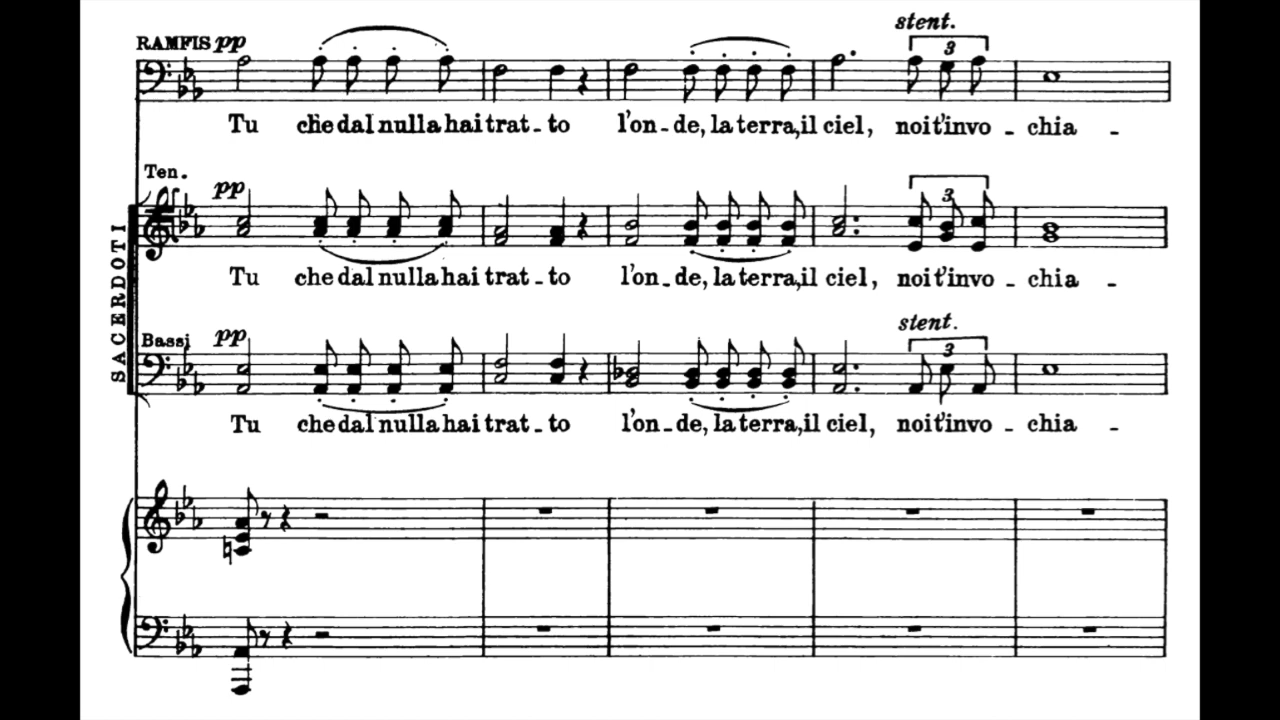 stent.
RAMFIS pp
3
Tu che dal nulla hai trat - to l'on - de, la terra, il ciel, noi t'invo - chia -
Ten.
pp
3
Tu che dal nulla hai trat - to l'on - de, la terra, il ciel, noi t'invo - chia -
SACERDOTI
stent.
Bassi pp
3
Tu che dal nulla hai trat - to l'on - de, la terra, il ciel, noi t'invo - chia -